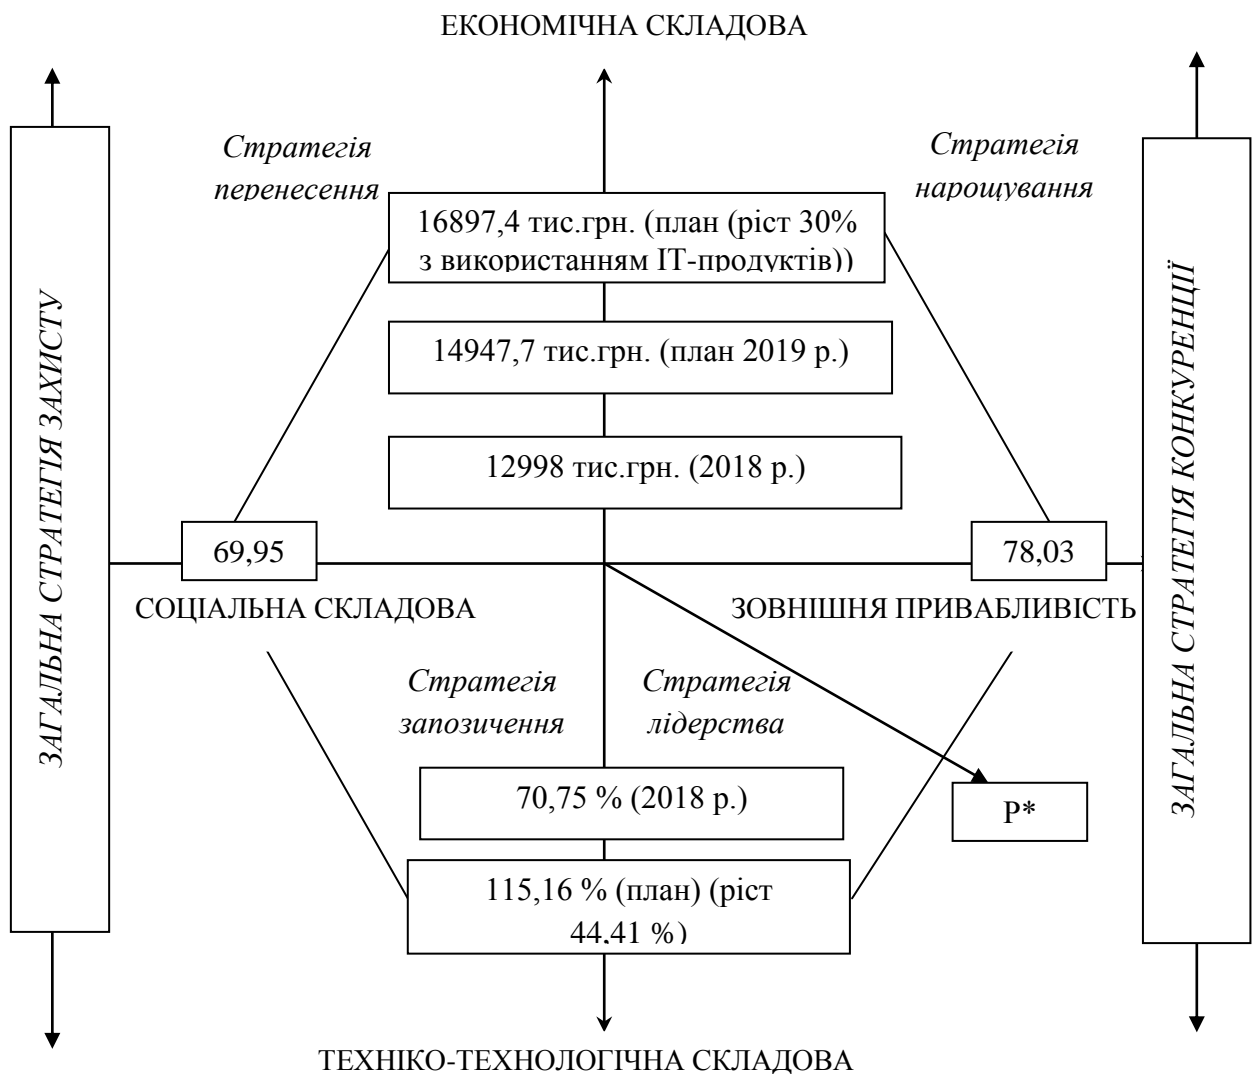 ЕКОНОМІЧНА СКЛАДОВА
Стратегія
перенесення
Стратегія
нарощування
16897,4 тис.грн. (план (ріст 30%
з використанням ІТ-продуктів))
14947,7 тис.грн. (план 2019 р.)
12998 тис.грн. (2018 р.)
ЗАГАЛЬНА СТРАТЕГІЯ ЗАХИСТУ
ЗАГАЛЬНА СТРАТЕГІЯ КОНКУРЕНЦІЇ
69,95
78,03
СОЦІАЛЬНА СКЛАДОВА
ЗОВНІШНЯ ПРИВАБЛИВІСТЬ
Стратегія
запозичення
Стратегія
лідерства
70,75 % (2018 р.)
Р*
115,16 % (план) (ріст
44,41 %)
ТЕХНІКО-ТЕХНОЛОГІЧНА СКЛАДОВА